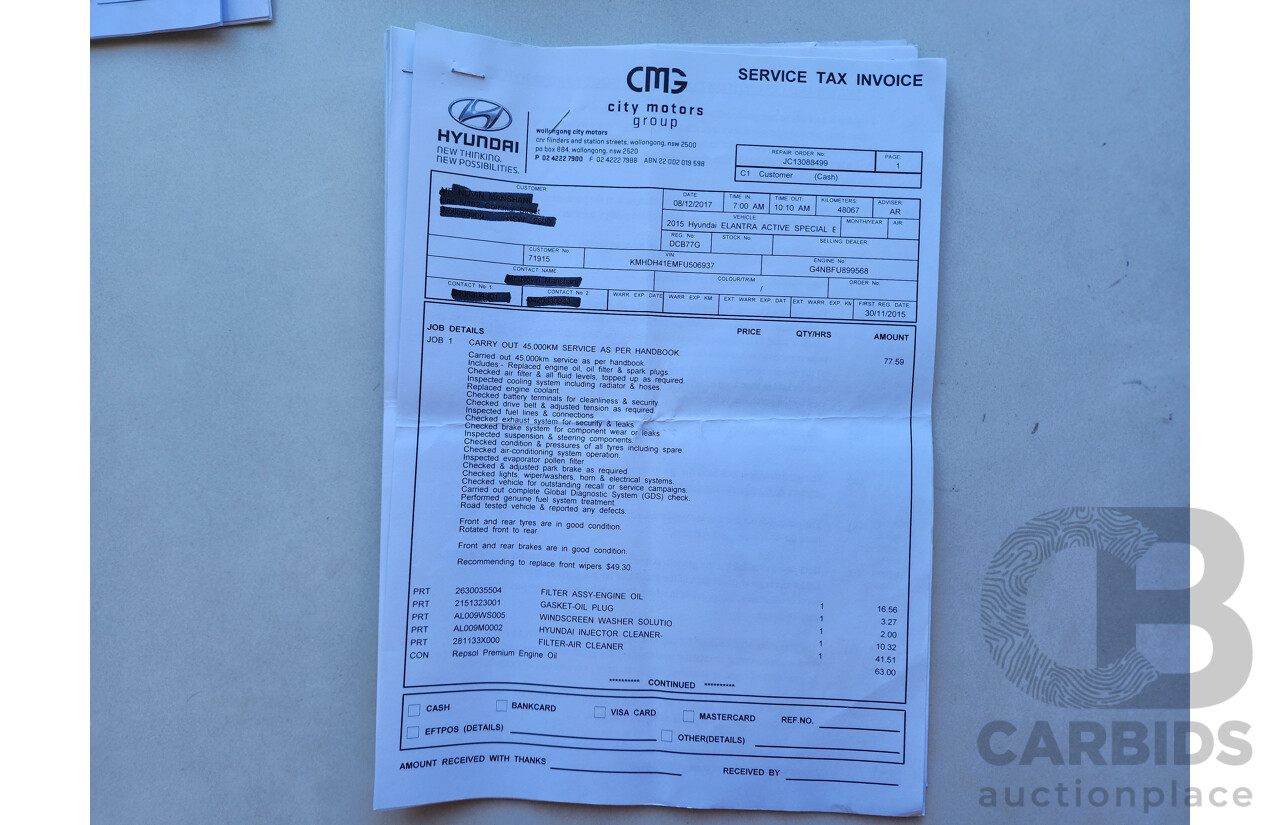 CMG
city motors
group
SERVICE TAX INVOICE
HYUNDAI
NEW THINKING.
NEW POSSIBILITIES.
wollongong city motors
cnr flinders and station streets, wollongong, nsw 2500
po box 884, wollongong, nsw 2520
P 02 4222 7900 F 02 4222 7988 ABN 22 002 019 598
REPAIR ORDER No.
JC13088499
PAGE:
1
C1 Customer (Cash)
CUSTOMER:
DATE:
08/12/2017
TIME IN:
7:00 AM
TIME OUT:
10:10 AM
KILOMETERS:
48067
ADVISER:
AR
VEHICLE:
2015 Hyundai ELANTRA ACTIVE SPECIAL E
MONTH/YEAR
AIR:
REG. No:
DCB77G
STOCK No:
SELLING DEALER
CUSTOMER No:
71915
VIN
KMHDH41EMFU506937
ENGINE No:
G4NBFU899568
CONTACT NAME
COLOUR/TRIM
/
ORDER No:
CONTACT No 1
CONTACT No 2
WARR. EXP. DATE
WARR. EXP. KM
EXT. WARR. EXP. DAT
EXT. WARR. EXP. KM
FIRST REG. DATE
30/11/2015
JOB DETAILS PRICE QTY/HRS AMOUNT
JOB 1 CARRY OUT 45,000KM SERVICE AS PER HANDBOOK 77.59
Carried out 45,000km service as per handbook.
Includes:- Replaced engine oil, oil filter & spark plugs.
Checked air filter & all fluid levels, topped up as required.
Inspected cooling system including radiator & hoses.
Replaced engine coolant.
Checked battery terminals for cleanliness & security
Checked drive belt & adjusted tension as required.
Inspected fuel lines & connections.
Checked exhaust system for security & leaks
Checked brake system for component wear or leaks.
Inspected suspension & steering components.
Checked condition & pressures of all tyres including spare.
Checked air-conditioning system operation.
Inspected evaporator pollen filter
Checked & adjusted park brake as required.
Checked lights, wiper/washers, horn & electrical systems.
Checked vehicle for outstanding recall or service campaigns.
Carried out complete Global Diagnostic System (GDS) check
Performed genuine fuel system treatment.
Road tested vehicle & reported any defects.
Front and rear tyres are in good condition.
Rotated front to rear.
Front and rear brakes are in good condition.
Recommending to replace front wipers $49.30.
PRT 2630035504 FILTER ASSY-ENGINE OIL 1 16.56
PRT 2151323001 GASKET-OIL PLUG 1 3.27
PRT AL009WS005 WINDSCREEN WASHER SOLUTIO 1 2.00
PRT AL009M0002 HYUNDAI INJECTOR CLEANER- 1 10.32
PRT 281133X000 FILTER-AIR CLEANER 1 41.51
CON Repsol Premium Engine Oil 63.00
********** CONTINUED **********
CASH
BANKCARD
VISA CARD
MASTERCARD
REF.NO.
EFTPOS (DETAILS)
OTHER(DETAILS)
AMOUNT RECEIVED WITH THANKS
RECEIVED BY
CB
CARBIDS
auctionplace